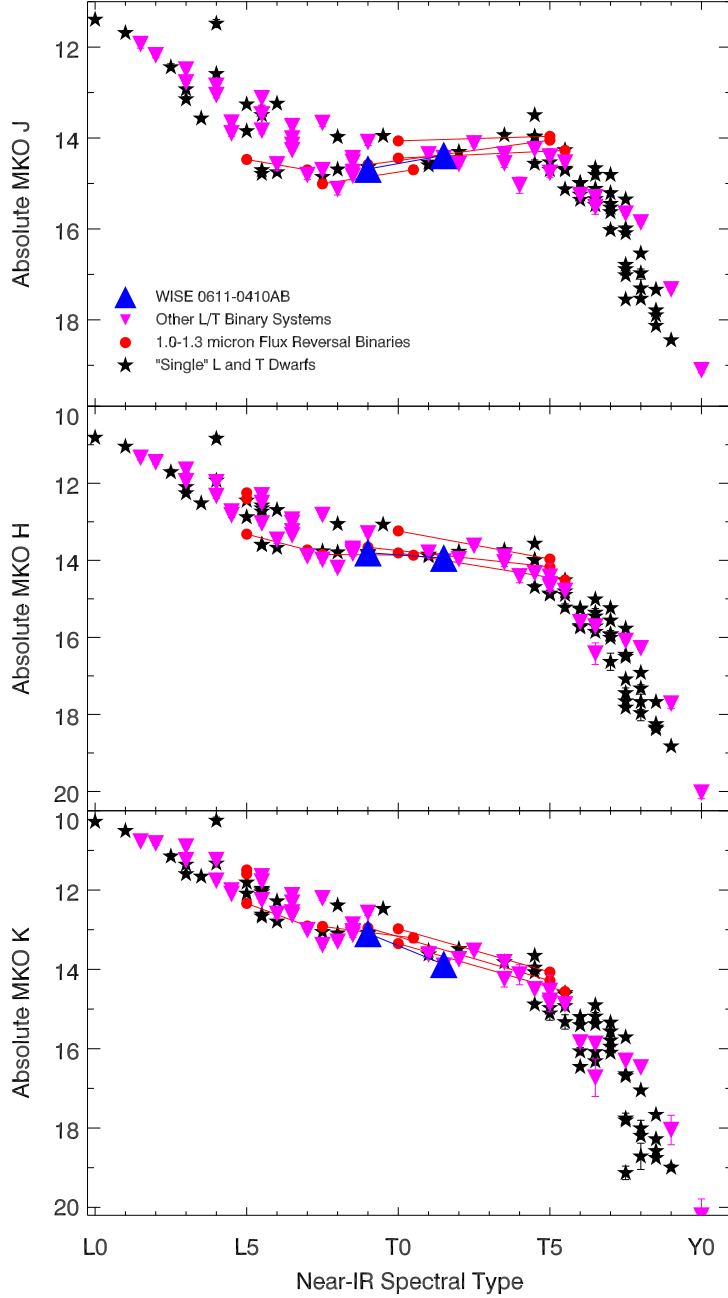 12
14
16
18
Absolute MKO J
WISE 0611-0410AB
Other L/T Binary Systems
1.0-1.3 micron Flux Reversal Binaries
"Single" L and T Dwarfs
10
12
14
16
18
20
Absolute MKO H
10
12
14
16
18
20
Absolute MKO K
L0 L5 T0 T5 Y0
Near-IR Spectral Type